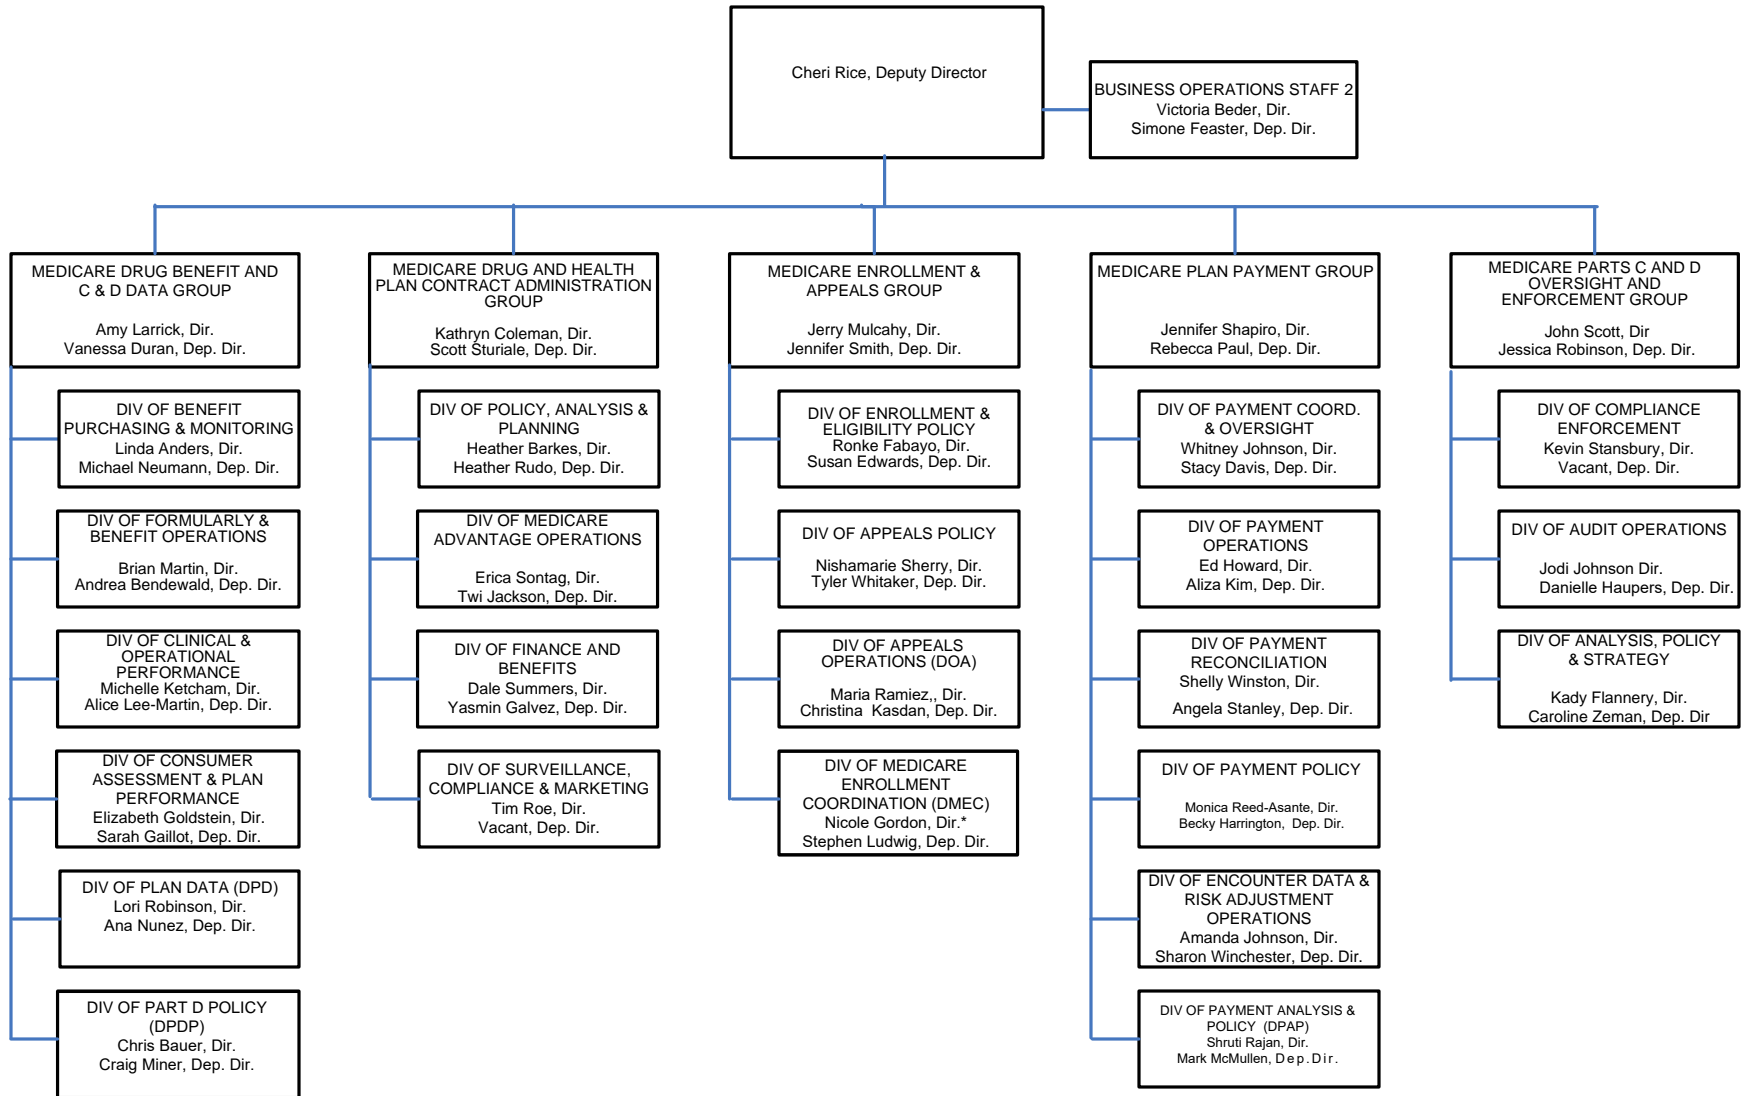 Cheri Rice, Deputy Director
BUSINESS OPERATIONS STAFF 2
Victoria Beder, Dir.
Simone Feaster, Dep. Dir.
MEDICARE DRUG BENEFIT AND
C & D DATA GROUP
Amy Larrick, Dir.
Vanessa Duran, Dep. Dir.
DIV OF BENEFIT
PURCHASING & MONITORING
Linda Anders, Dir.
Michael Neumann, Dep. Dir.
DIV OF FORMULARLY &
BENEFIT OPERATIONS
Brian Martin, Dir.
Andrea Bendewald, Dep. Dir.
DIV OF CLINICAL &
OPERATIONAL
PERFORMANCE
Michelle Ketcham, Dir.
Alice Lee-Martin, Dep. Dir.
DIV OF CONSUMER
ASSESSMENT & PLAN
PERFORMANCE
Elizabeth Goldstein, Dir.
Sarah Gaillot, Dep. Dir.
DIV OF PLAN DATA (DPD)
Lori Robinson, Dir.
Ana Nunez, Dep. Dir.
DIV OF PART D POLICY
(DPDP)
Chris Bauer, Dir.
Craig Miner, Dep. Dir.
MEDICARE DRUG AND HEALTH
PLAN CONTRACT ADMINISTRATION
GROUP
Kathryn Coleman, Dir.
Scott Sturiale, Dep. Dir.
DIV OF POLICY, ANALYSIS &
PLANNING
Heather Barkes, Dir.
Heather Rudo, Dep. Dir.
DIV OF MEDICARE
ADVANTAGE OPERATIONS
Erica Sontag, Dir.
Twi Jackson, Dep. Dir.
DIV OF FINANCE AND
BENEFITS
Dale Summers, Dir.
Yasmin Galvez, Dep. Dir.
DIV OF SURVEILLANCE,
COMPLIANCE & MARKETING
Tim Roe, Dir.
Vacant, Dep. Dir.
MEDICARE ENROLLMENT &
APPEALS GROUP
Jerry Mulcahy, Dir.
Jennifer Smith, Dep. Dir.
DIV OF ENROLLMENT &
ELIGIBILITY POLICY
Ronke Fabayo, Dir.
Susan Edwards, Dep. Dir.
DIV OF APPEALS POLICY
Nishamarie Sherry, Dir.
Tyler Whitaker, Dep. Dir.
DIV OF APPEALS
OPERATIONS (DOA)
Maria Ramiez,, Dir.
Christina Kasdan, Dep. Dir.
DIV OF MEDICARE
ENROLLMENT
COORDINATION (DMEC)
Nicole Gordon, Dir.*
Stephen Ludwig, Dep. Dir.
MEDICARE PLAN PAYMENT GROUP
Jennifer Shapiro, Dir.
Rebecca Paul, Dep. Dir.
DIV OF PAYMENT COORD.
& OVERSIGHT
Whitney Johnson, Dir.
Stacy Davis, Dep. Dir.
DIV OF PAYMENT
OPERATIONS
Ed Howard, Dir.
Aliza Kim, Dep. Dir.
DIV OF PAYMENT
RECONCILIATION
Shelly Winston, Dir.
Angela Stanley, Dep. Dir.
DIV OF PAYMENT POLICY
Monica Reed-Asante, Dir.
Becky Harrington, Dep. Dir.
DIV OF ENCOUNTER DATA &
RISK ADJUSTMENT
OPERATIONS
Amanda Johnson, Dir.
Sharon Winchester, Dep. Dir.
DIV OF PAYMENT ANALYSIS &
POLICY (DPAP)
Shruti Rajan, Dir.
Mark McMullen, Dep.Dir.
MEDICARE PARTS C AND D
OVERSIGHT AND
ENFORCEMENT GROUP
John Scott, Dir
Jessica Robinson, Dep. Dir.
DIV OF COMPLIANCE
ENFORCEMENT
Kevin Stansbury, Dir.
Vacant, Dep. Dir.
DIV OF AUDIT OPERATIONS
Jodi Johnson Dir.
Danielle Haupers, Dep. Dir.
DIV OF ANALYSIS, POLICY
& STRATEGY
Kady Flannery, Dir.
Caroline Zeman, Dep. Dir